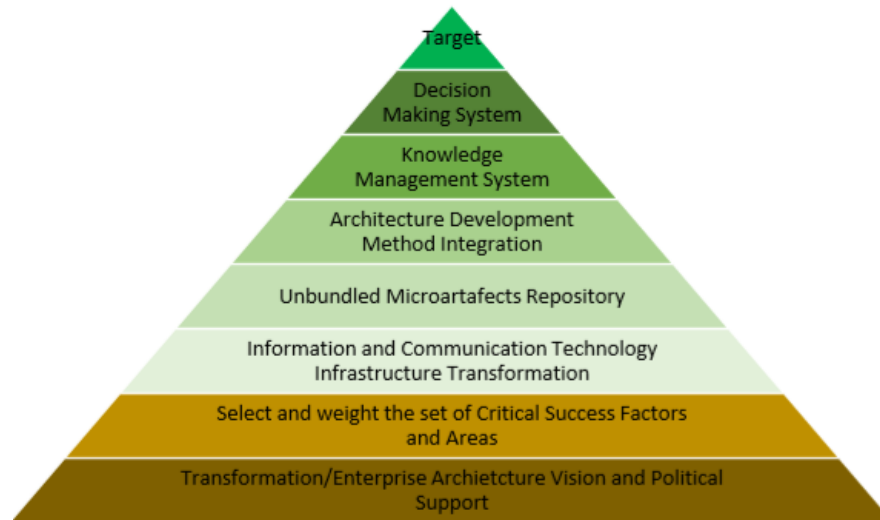 Target
Decision
Making System
Knowledge
Management System
Architecture Development
Method Integration
Unbundled Microartafects Repository
Information and Communication Technology
Infrastructure Transformation
Select and weight the set of Critical Success Factors
and Areas
Transformation/Enterprise Archietcture Vision and Political
Support